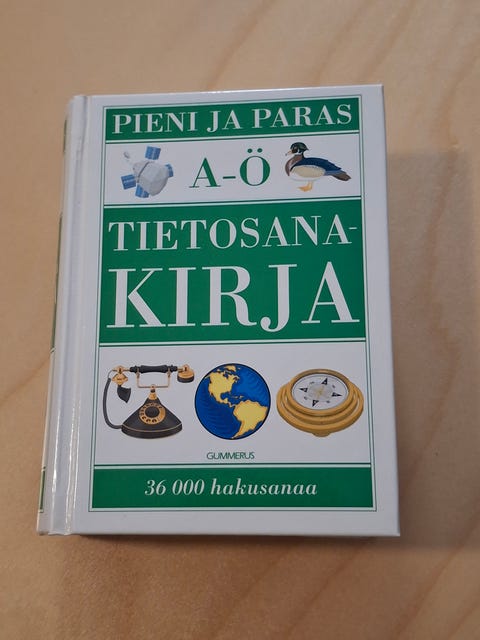 PIENI JA PARAS
A-Ö
TIETOSANA-
KIRJA
GUMMERUS
36 000 hakusanaa